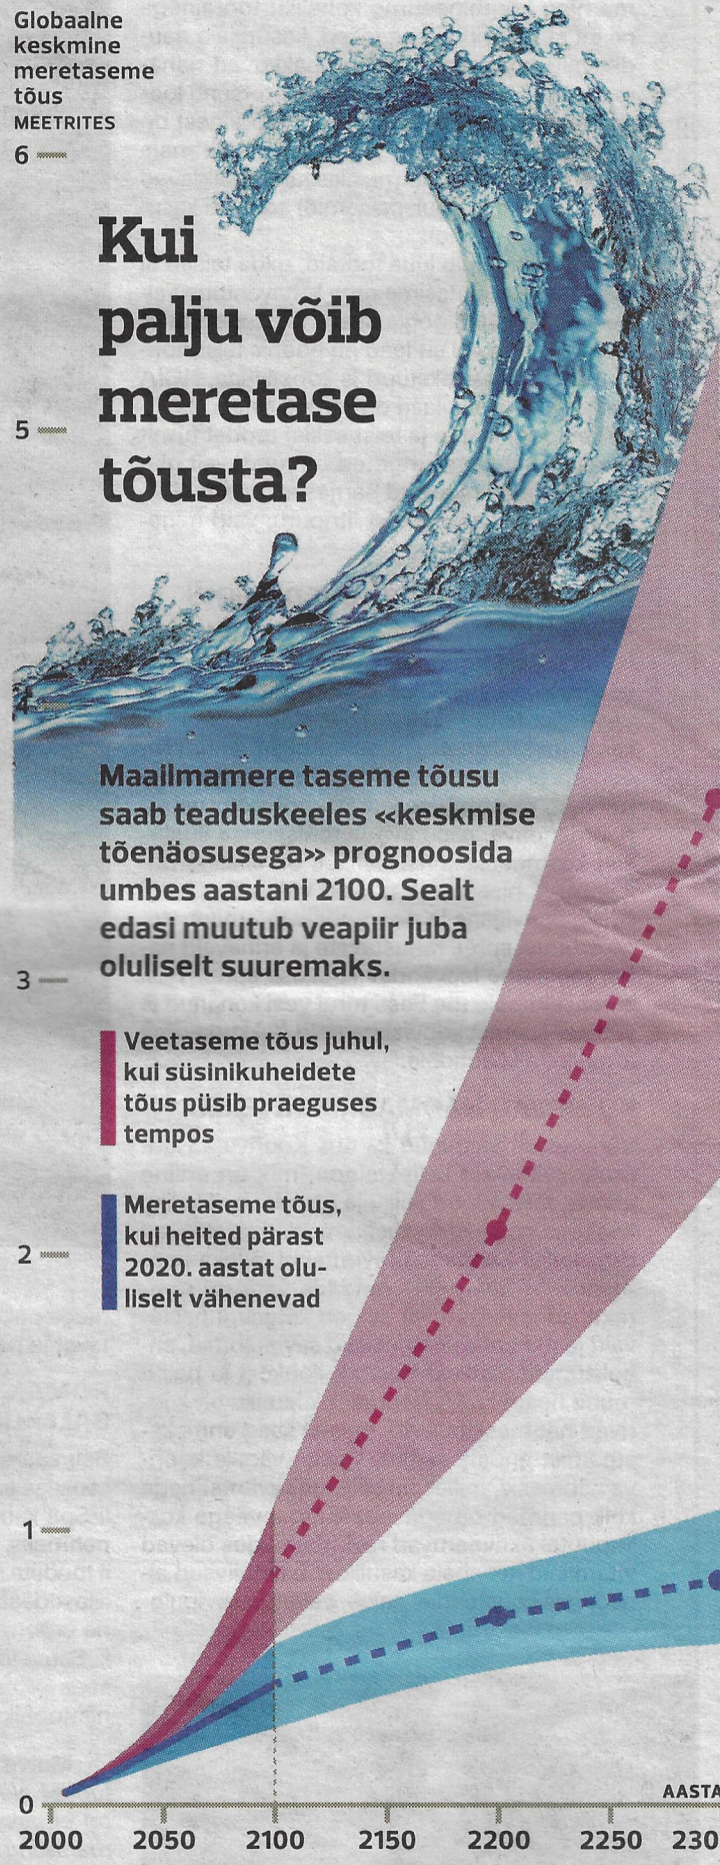 Globaalne
keskmine
meretaseme
tõus
MEETRITES
6
Kui
palju võib
meretase
tõusta?
5
4
Maailmamere taseme tõusu
saab teaduskeeles «keskmise
tõenäosusega» prognoosida
umbes aastani 2100. Sealt
edasi muutub veapiir juba
oluliselt suuremaks.
3
Veetaseme tõus juhul,
kui süsinikuheidete
tõus püsib praeguses
tempos
Meretaseme tõus,
kui heited pärast
2020. aastat olu-
liselt vähenevad
2
1
0
AASTA
2000 2050 2100 2150 2200 2250 230